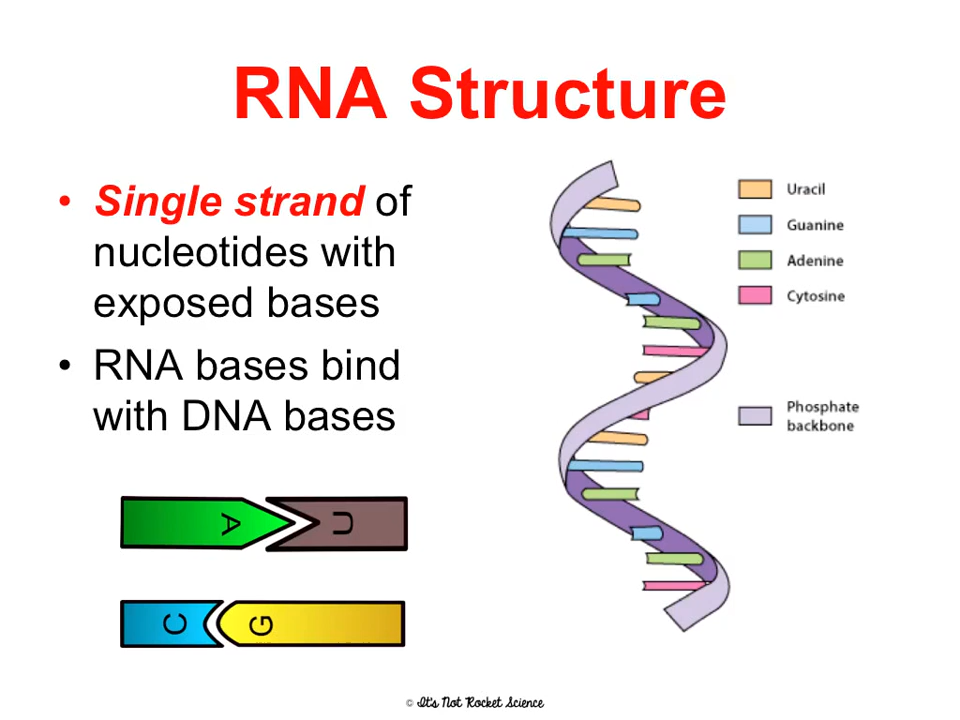 RNA Structure
• Single strand of
nucleotides with
exposed bases
• RNA bases bind
with DNA bases
A U
C G
Uracil
Guanine
Adenine
Cytosine
Phosphate
backbone
© It's Not Rocket Science